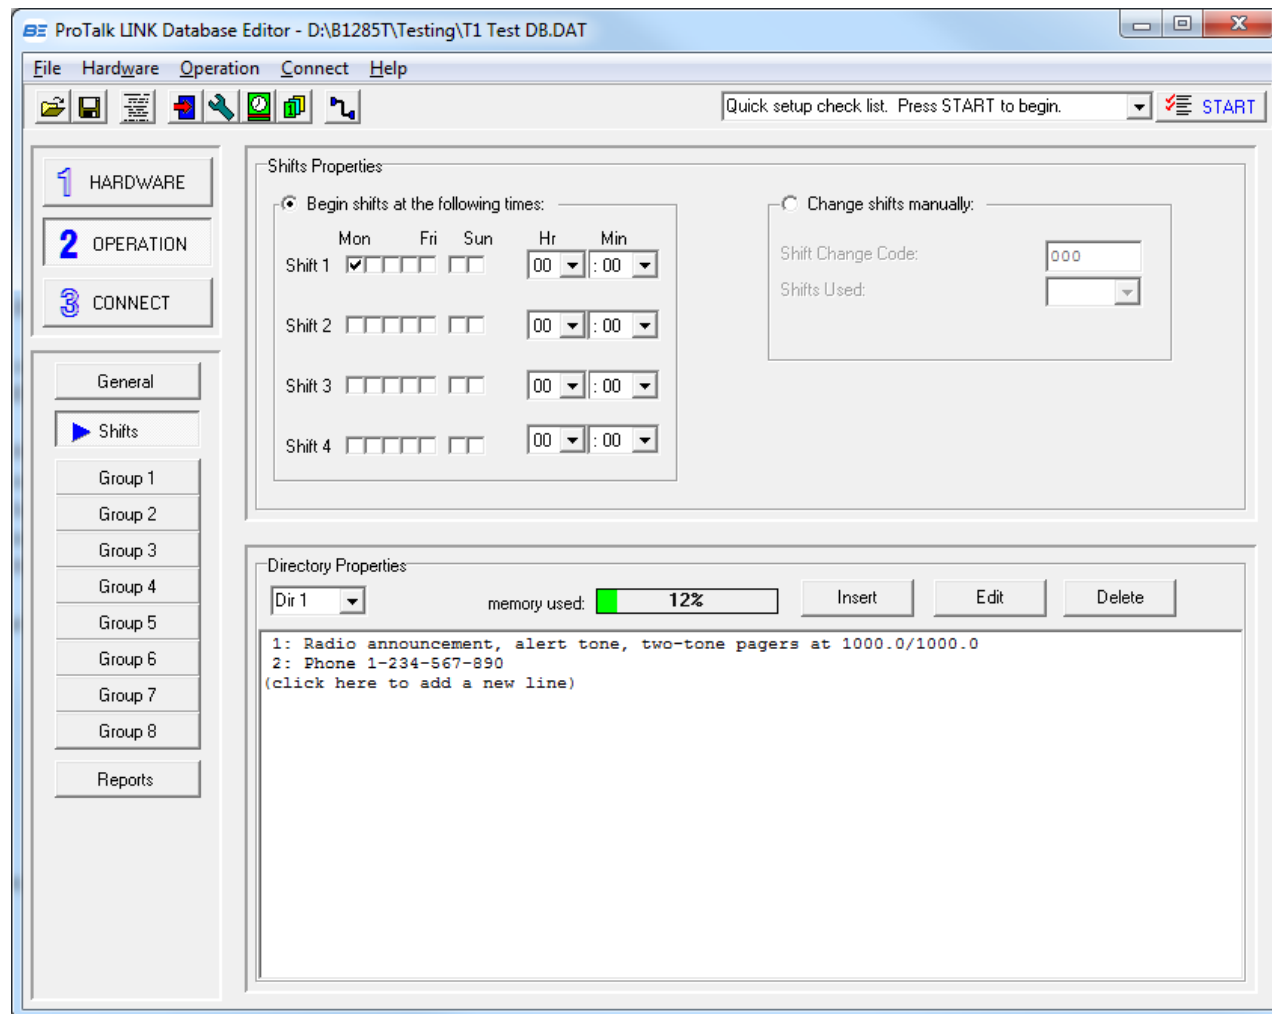 BE ProTalk LINK Database Editor - D:\B1285T\Testing\T1 Test DB.DAT
File Hardware Operation Connect Help
Quick setup check list. Press START to begin. START
1 HARDWARE
2 OPERATION
3 CONNECT
General
Shifts
Group 1
Group 2
Group 3
Group 4
Group 5
Group 6
Group 7
Group 8
Reports
Shifts Properties
Begin shifts at the following times:
Mon Fri Sun Hr Min
Shift 1 00 : 00
Shift 2 00 : 00
Shift 3 00 : 00
Shift 4 00 : 00
Change shifts manually:
Shift Change Code: 000
Shifts Used:
Directory Properties
Dir 1 memory used: 12% Insert Edit Delete
1: Radio announcement, alert tone, two-tone pagers at 1000.0/1000.0
2: Phone 1-234-567-890
(click here to add a new line)